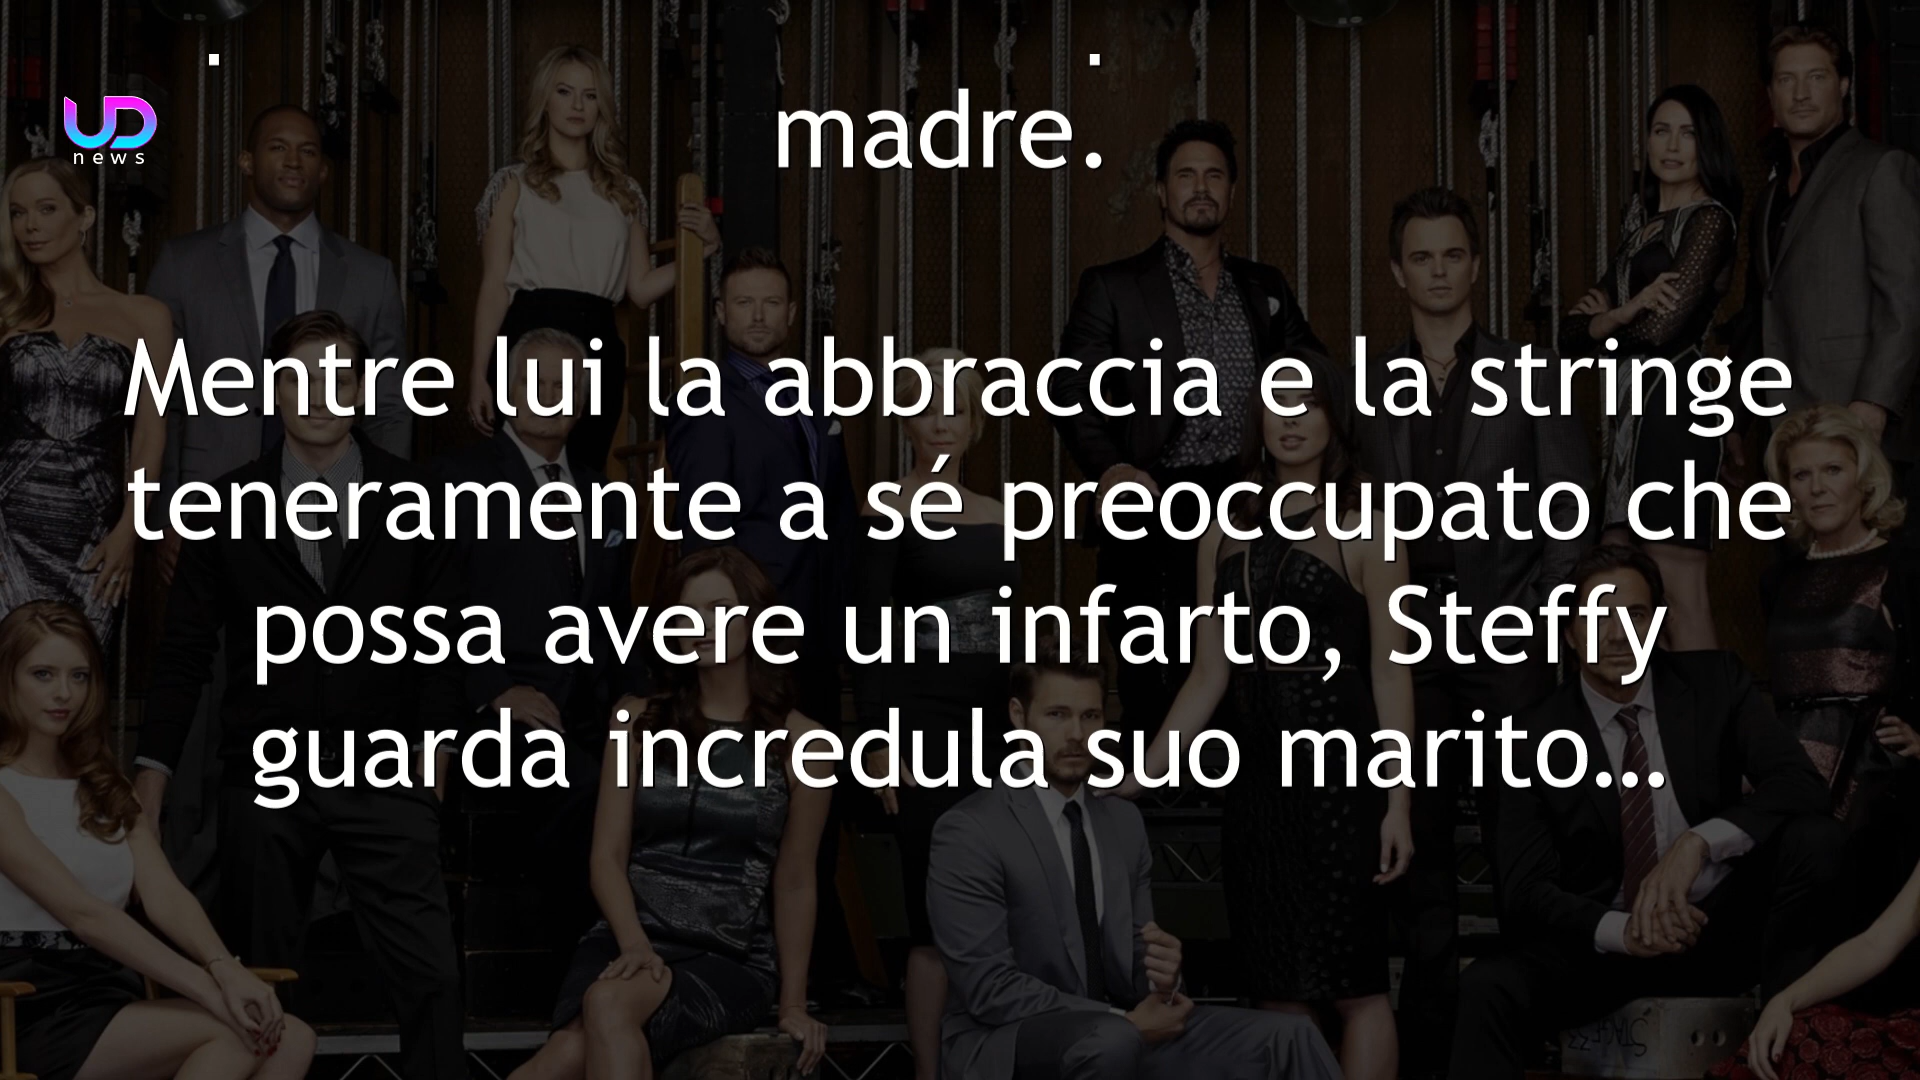 UD
news
madre.
Mentre lui la abbraccia e la stringe
teneramente a sé preoccupato che
possa avere un infarto, Steffy
guarda incredula suo marito...